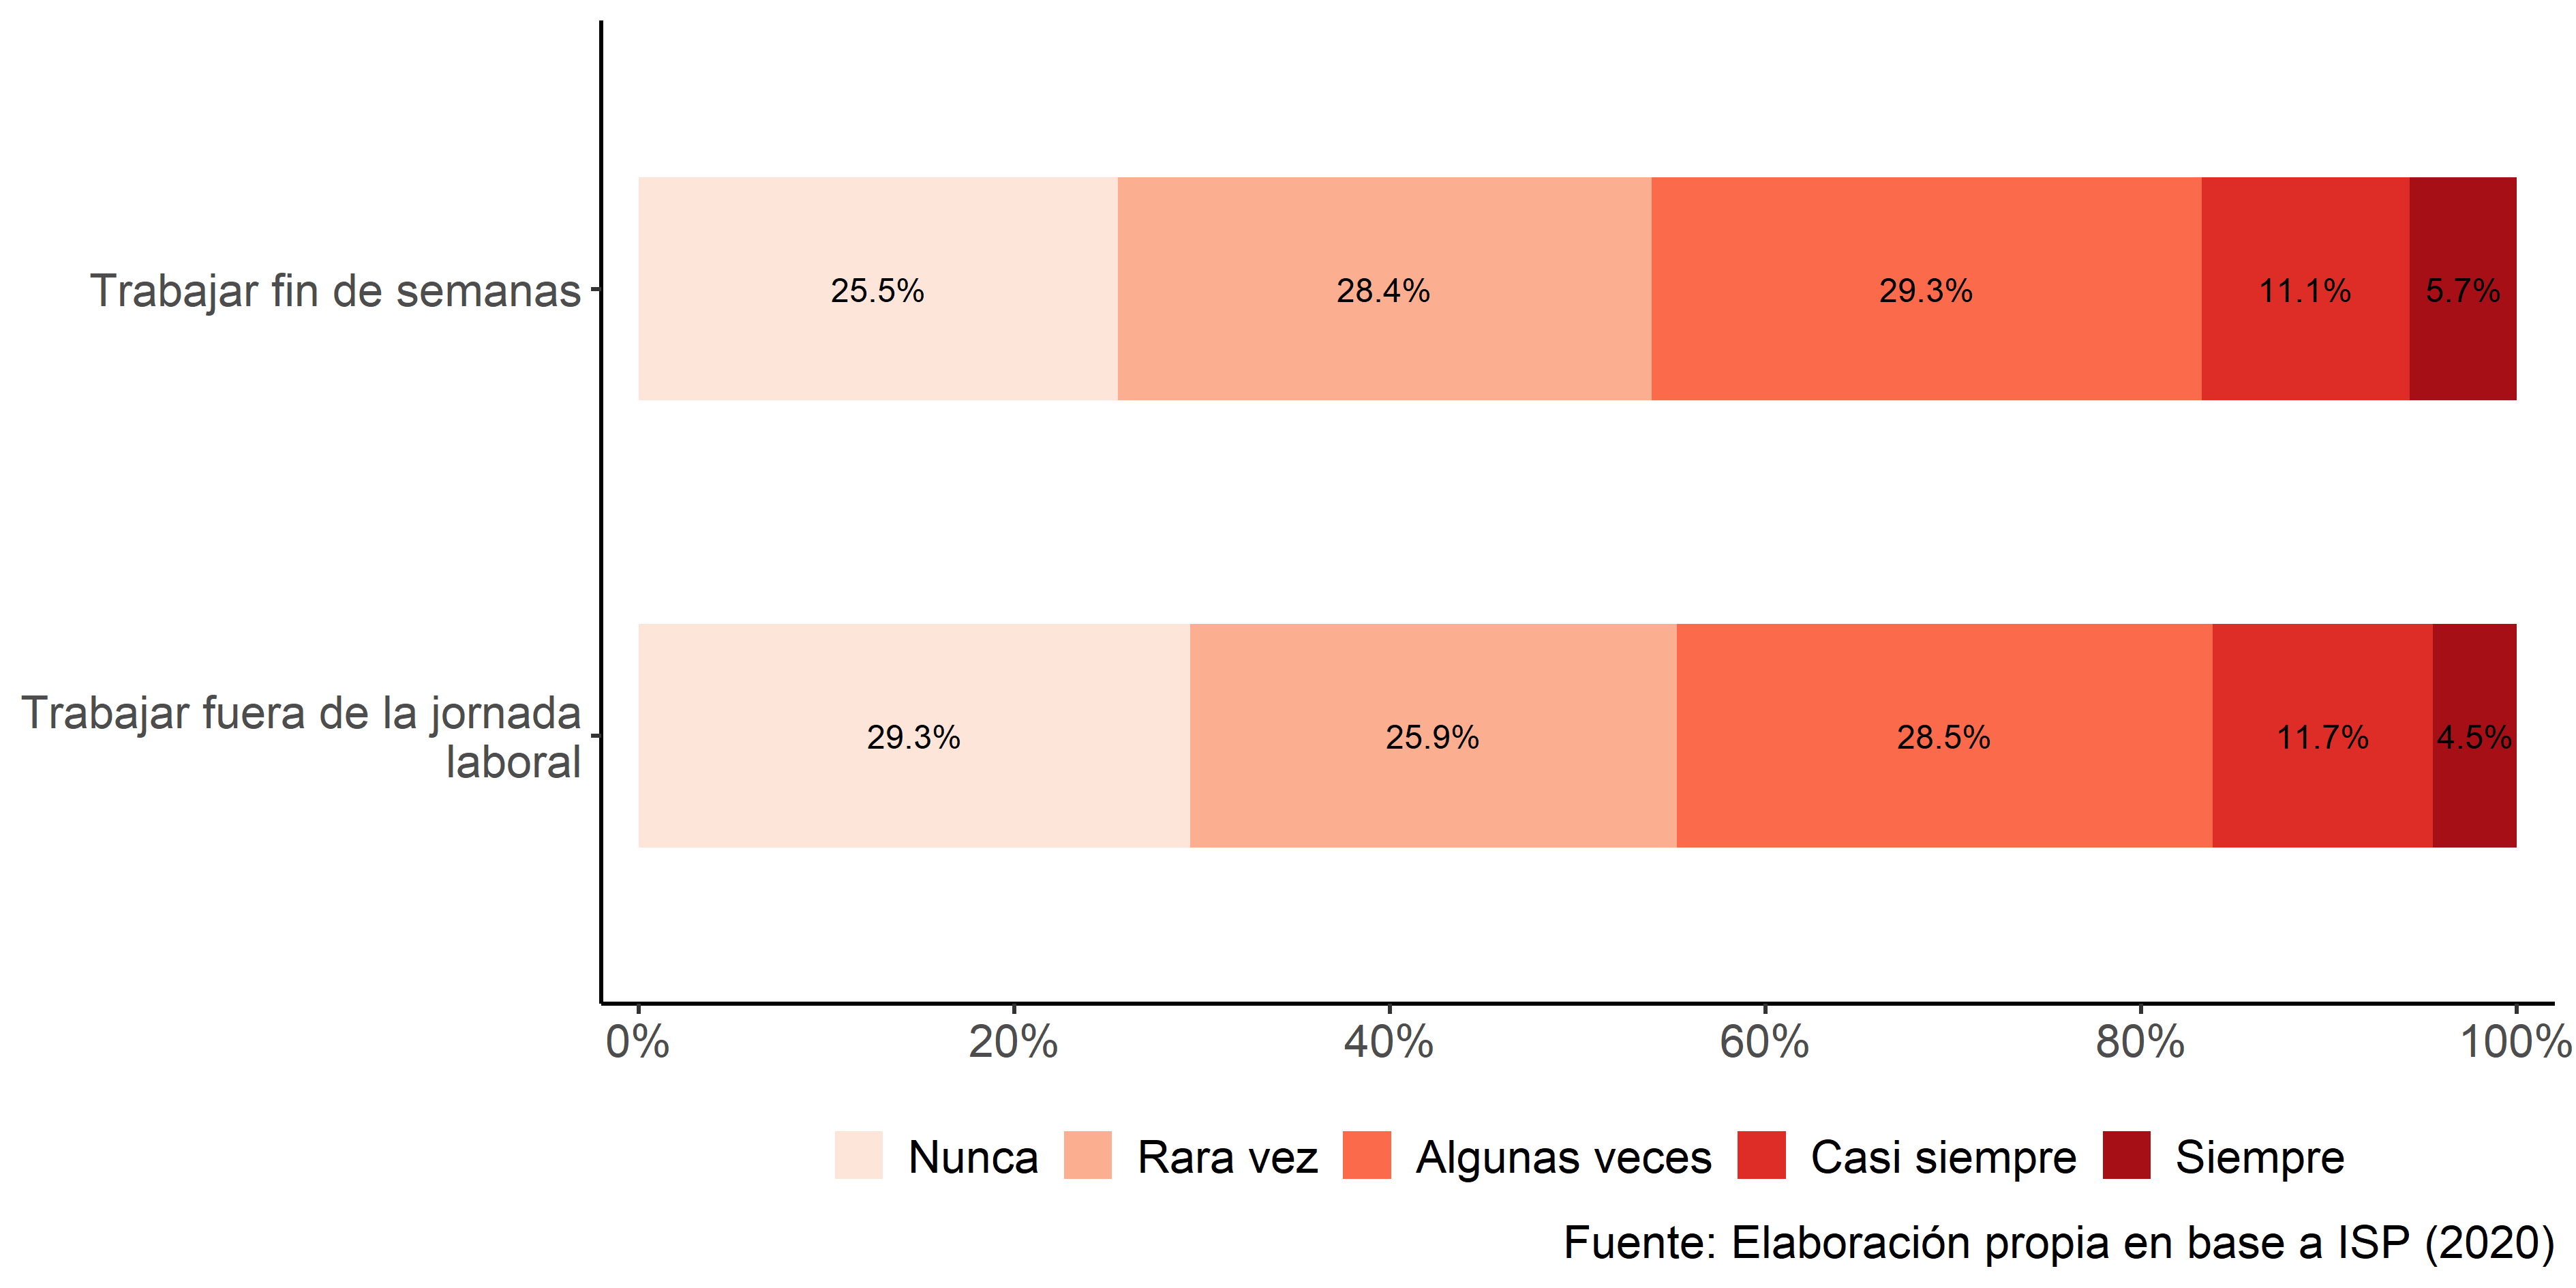 Trabajar fin de semanas
25.5% 28.4% 29.3% 11.1% 5.7%
Trabajar fuera de la jornada
laboral
29.3% 25.9% 28.5% 11.7% 4.5%
0% 20% 40% 60% 80% 100%
Nunca Rara vez Algunas veces Casi siempre Siempre
Fuente: Elaboración propia en base a ISP (2020)